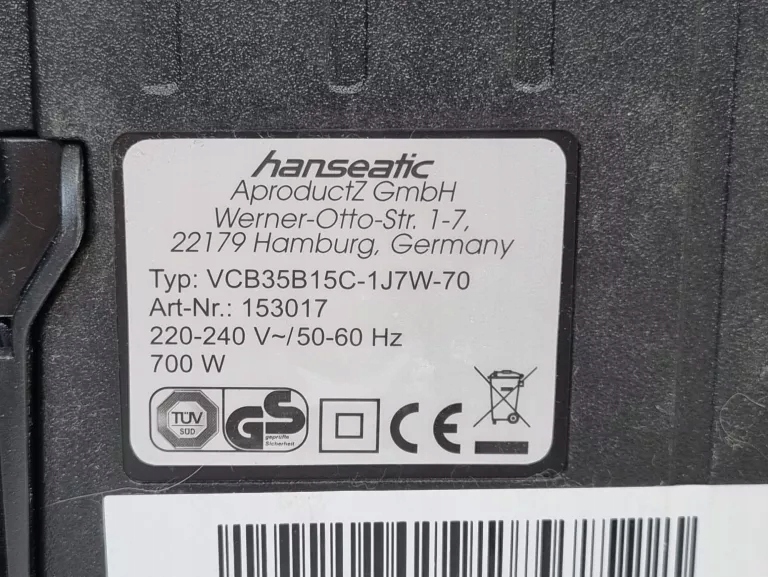 hanseatic
AproductZ GmbH
Werner-Otto-Str. 1-7,
22179 Hamburg, Germany
Typ: VCB35B15C-1J7W-70
Art-Nr.: 153017
220-240 V~/50-60 Hz
700 W
TÜV
SÜD
GS
geprüfte
Sicherheit
CE